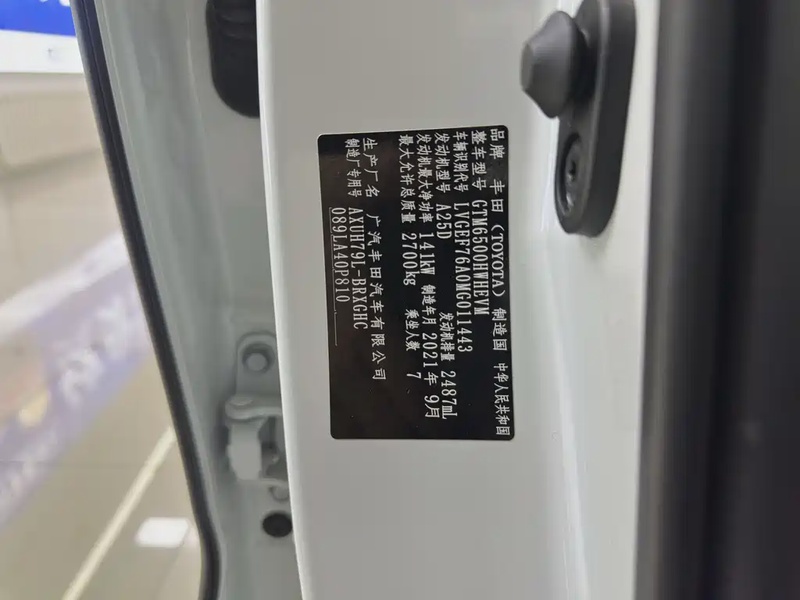 品牌 丰田（TOYOTA） 制造国 中华人民共和国
整车型号 GTM6500HWHEVM
车辆识别代号 LVGEF76A0MG011443
发动机型号 A25D 发动机排量 2487mL
发动机最大净功率 141kW 制造年月 2021年 9月
最大允许总质量 2700kg 乘坐人数 7
生产厂名 广汽丰田汽车有限公司
制造厂专用号 AXUH79L-BRXGHC
089LA40P810